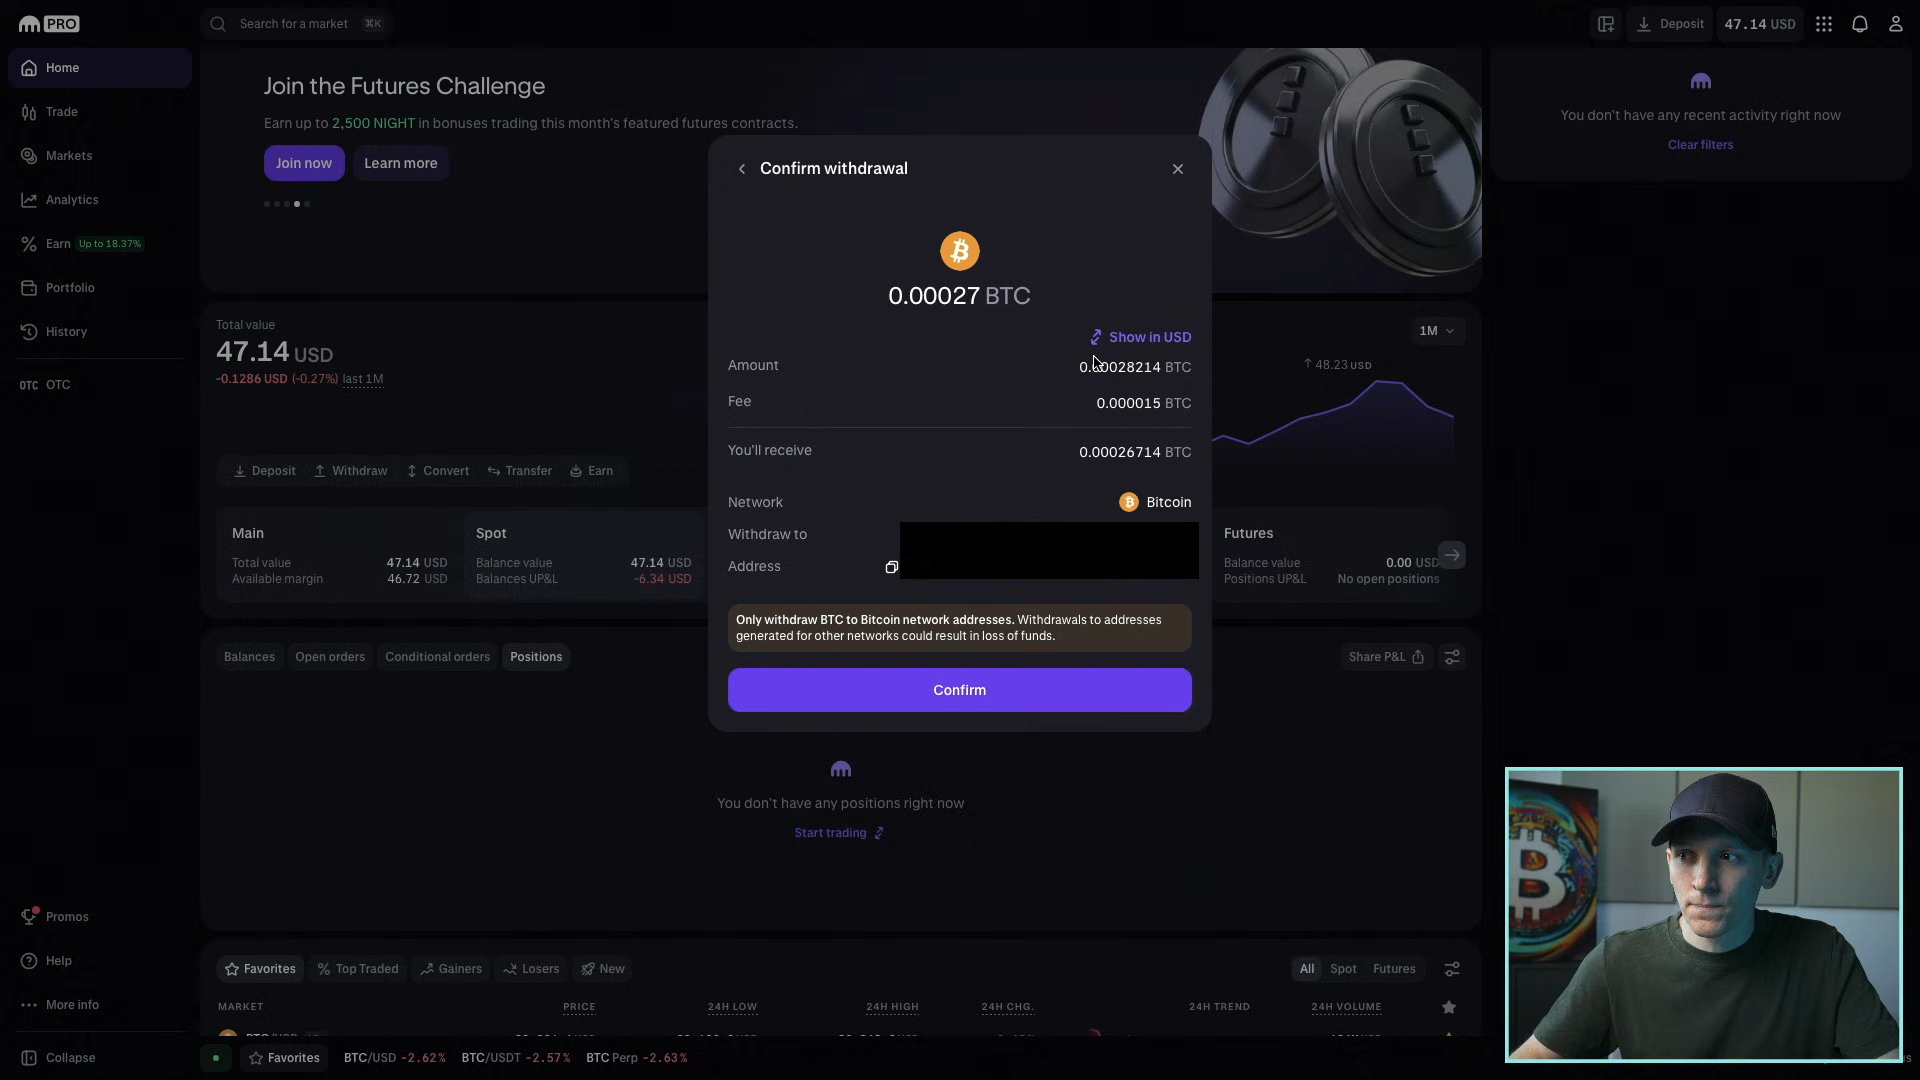 PRO
Search for a market ⌘K
Deposit
47.14 USD
Home
Trade
Markets
Analytics
Earn Up to 18.37%
Portfolio
History
OTC OTC
Promos
Help
More info
Collapse
Join the Futures Challenge
Earn up to 2,500 NIGHT in bonuses trading this month's featured futures contracts.
Join now Learn more
You don't have any recent activity right now
Clear filters
Total value
47.14 USD
-0.1286 USD (-0.27%) last 1M
1M
↑ 48.23 USD
Deposit Withdraw Convert Transfer Earn
Main
Total value 47.14 USD
Available margin 46.72 USD
Spot
Balance value 47.14 USD
Balances UP&L -6.34 USD
Futures
Balance value 0.00 USD
Positions UP&L No open positions
Confirm withdrawal
0.00027 BTC
Show in USD
Amount 0.00028214 BTC
Fee 0.000015 BTC
You'll receive 0.00026714 BTC
Network Bitcoin
Withdraw to
Address
Only withdraw BTC to Bitcoin network addresses. Withdrawals to addresses
generated for other networks could result in loss of funds.
Confirm
Balances Open orders Conditional orders Positions
Share P&L
You don't have any positions right now
Start trading
Favorites Top Traded Gainers Losers New
All Spot Futures
MARKET PRICE 24H LOW 24H HIGH 24H CHG. 24H TREND 24H VOLUME
Favorites BTC/USD -2.62% BTC/USDT -2.57% BTC Perp -2.63%